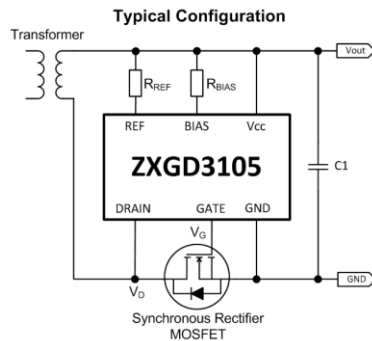 Typical Configuration
Transformer
Vout
RREF
RBIAS
REF BIAS Vcc
ZXGD3105
C1
DRAIN GATE GND
VG
VD
GND
Synchronous Rectifier
MOSFET